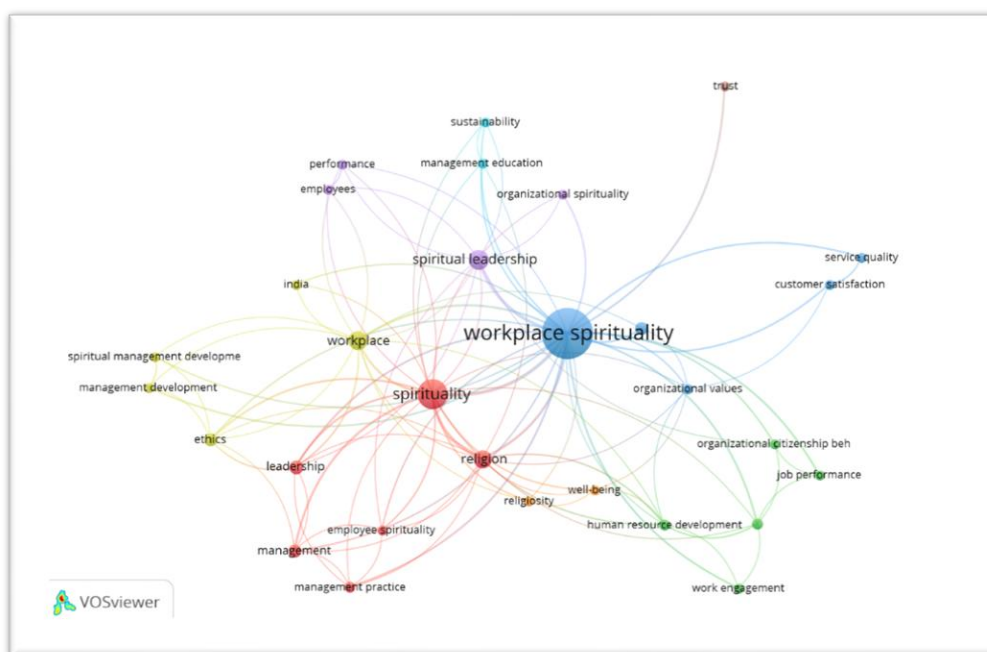 trust
sustainability
performance
management education
employees
organizational spirituality
spiritual leadership
service quality
india
customer satisfaction
workplace spirituality
workplace
spiritual management developme
management development
organizational values
spirituality
ethics
organizational citizenship beh
leadership
religion
job performance
well-being
religiosity
human resource development
employee spirituality
management
management practice
work engagement
VOSviewer